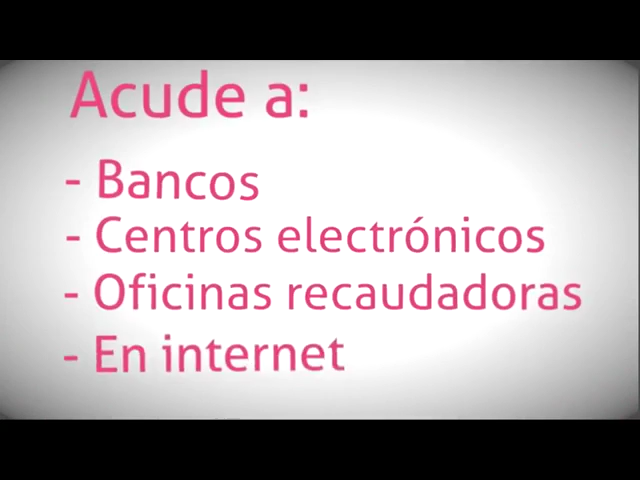 Acude a:
- Bancos
- Centros electrónicos
- Oficinas recaudadoras
- En internet